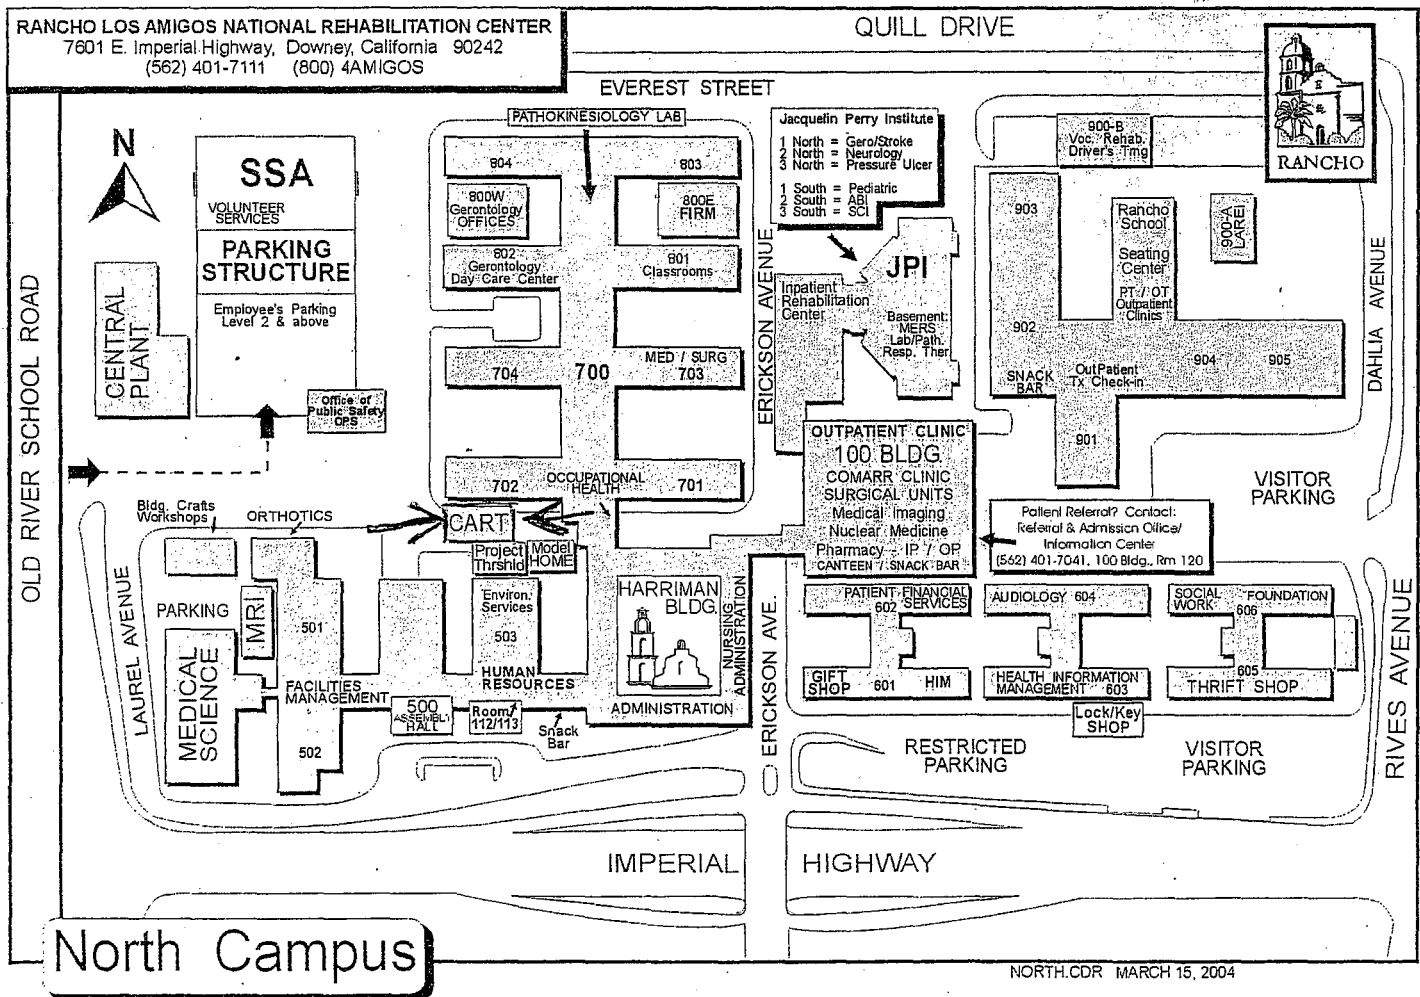 RANCHO LOS AMIGOS NATIONAL REHABILITATION CENTER
7601 E. Imperial Highway, Downey, California 90242
(562) 401-7111 (800) 4AMIGOS
QUILL DRIVE
EVEREST STREET
RANCHO
N
SSA
VOLUNTEER
SERVICES
PARKING
STRUCTURE
Employee's Parking
Level 2 & above
CENTRAL
PLANT
Office of
Public Safety
OPS
OLD RIVER SCHOOL ROAD
PATHOKINESIOLOGY LAB
804
803
800W
Gerontology
OFFICES
800E
FIRM
802
Gerontology
Day Care Center
801
Classrooms
704
700
MED / SURG
703
702
OCCUPATIONAL
HEALTH
701
Jacquelin Perry Institute
1 North = Gero/Stroke
2 North = Neurology
3 North = Pressure Ulcer
1 South = Pediatric
2 South = ABI
3 South = SCI
ERICKSON AVENUE
JPI
Inpatient
Rehabilitation
Center
Basement:
MERS
Lab/Path.
Resp. Ther.
900-B
Voc. Rehab.
Driver's Trng
903
Rancho
School
Seating
Center
PT / OT
Outpatient
Clinics
900-A
LAREI
902
904
905
SNACK
BAR
OutPatient
Tx Check-in
901
DAHLIA AVENUE
OUTPATIENT CLINIC
100 BLDG.
COMARR CLINIC
SURGICAL UNITS
Medical Imaging
Nuclear Medicine
Pharmacy - IP / OP
CANTEEN / SNACK BAR
VISITOR
PARKING
Patient Referral? Contact:
Referral & Admission Office/
Information Center
(562) 401-7041, 100 Bldg., Rm 120
Bldg. Crafts
Workshops
ORTHOTICS
CART
Project
Thrshld
Model
HOME
LAUREL AVENUE
PARKING
MRI
501
Environ.
Services
503
HUMAN
RESOURCES
HARRIMAN
BLDG.
NURSING
ADMINISTRATION
ADMINISTRATION
MEDICAL
SCIENCE
FACILITIES
MANAGEMENT
502
500
ASSEMBLY
HALL
Room
112/113
Snack
Bar
ERICKSON AVE.
PATIENT FINANCIAL
602 SERVICES
AUDIOLOGY 604
SOCIAL
WORK
606
FOUNDATION
GIFT
SHOP
601
HIM
HEALTH INFORMATION
MANAGEMENT 603
605
THRIFT SHOP
Lock/Key
SHOP
RESTRICTED
PARKING
VISITOR
PARKING
RIVES AVENUE
IMPERIAL HIGHWAY
North Campus
NORTH.CDR MARCH 15, 2004